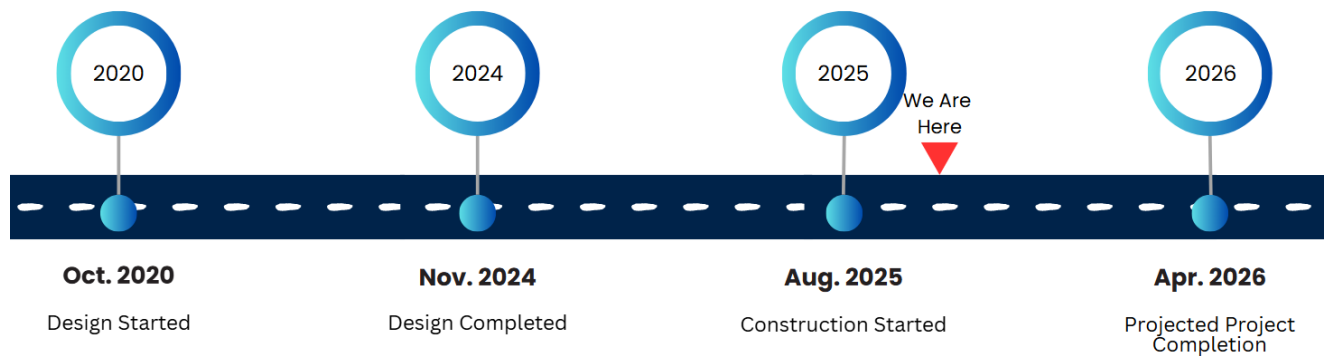 2020
2024
2025
2026
We Are
Here
Oct. 2020
Nov. 2024
Aug. 2025
Apr. 2026
Design Started
Design Completed
Construction Started
Projected Project
Completion